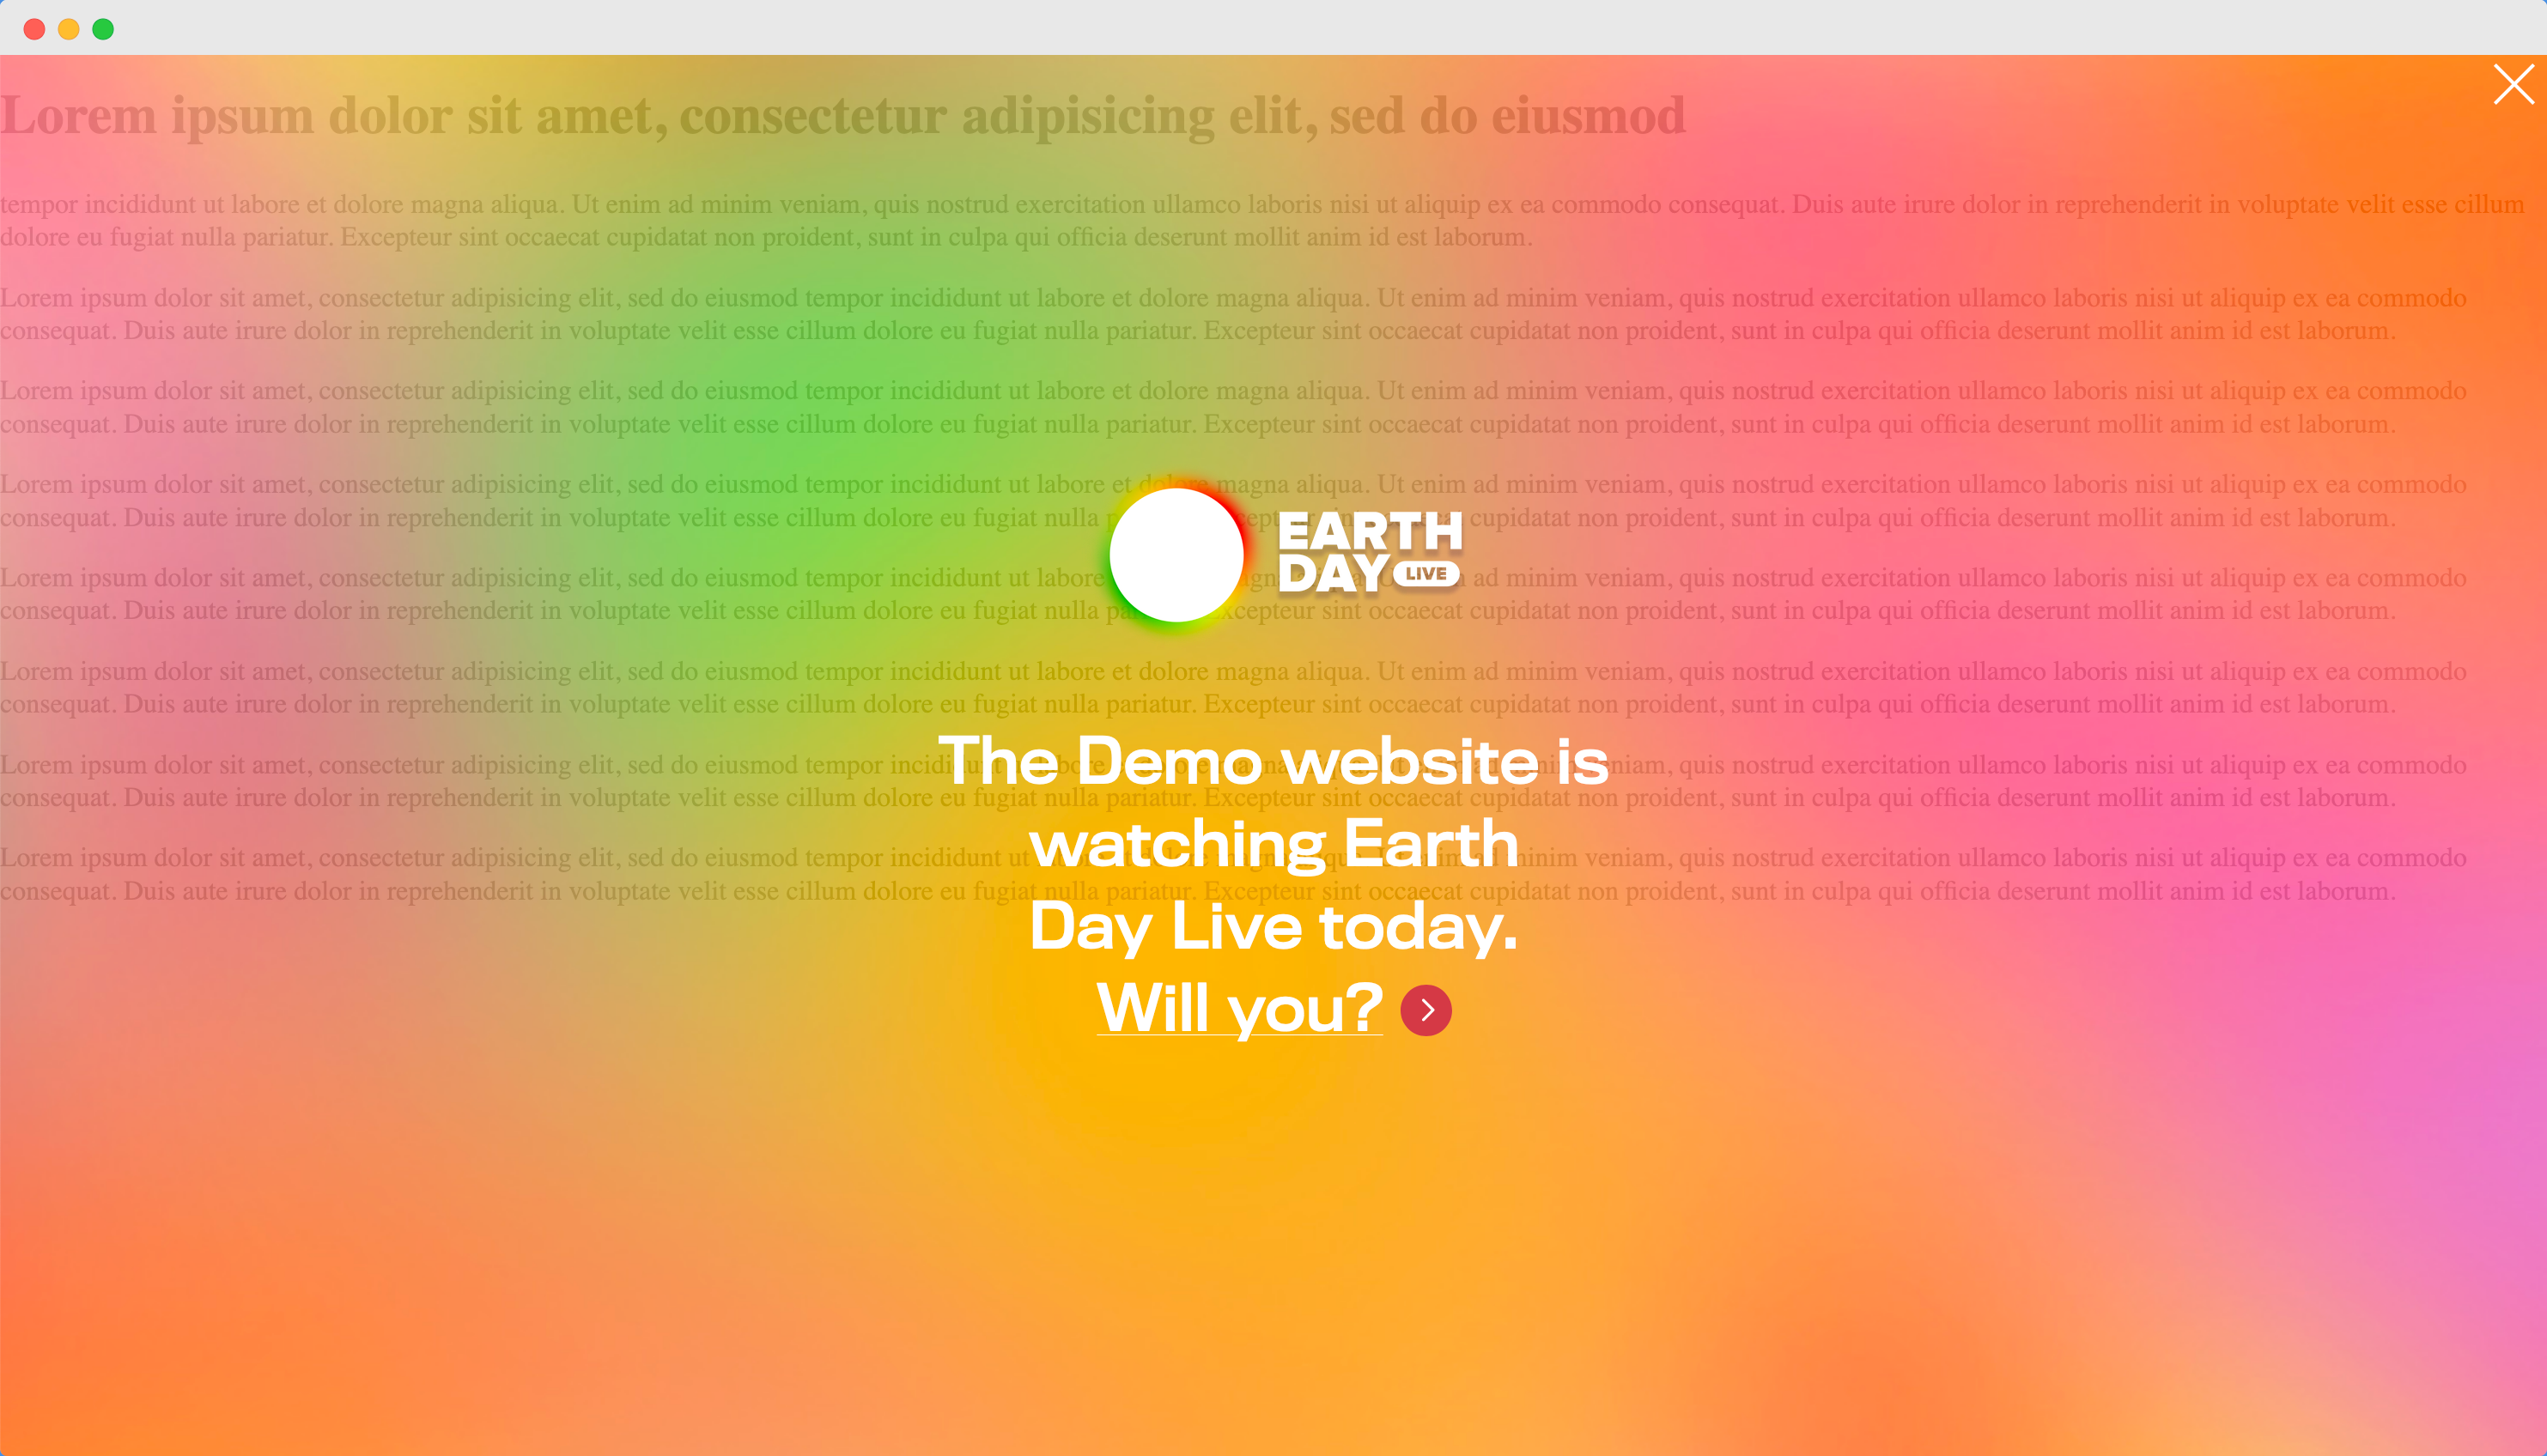 Lorem ipsum dolor sit amet, consectetur adipisicing elit, sed do eiusmod
tempor incididunt ut labore et dolore magna aliqua. Ut enim ad minim veniam, quis nostrud exercitation ullamco laboris nisi ut aliquip ex ea commodo consequat. Duis aute irure dolor in reprehenderit in voluptate velit esse cillum
dolore eu fugiat nulla pariatur. Excepteur sint occaecat cupidatat non proident, sunt in culpa qui officia deserunt mollit anim id est laborum.
Lorem ipsum dolor sit amet, consectetur adipisicing elit, sed do eiusmod tempor incididunt ut labore et dolore magna aliqua. Ut enim ad minim veniam, quis nostrud exercitation ullamco laboris nisi ut aliquip ex ea commodo
consequat. Duis aute irure dolor in reprehenderit in voluptate velit esse cillum dolore eu fugiat nulla pariatur. Excepteur sint occaecat cupidatat non proident, sunt in culpa qui officia deserunt mollit anim id est laborum.
Lorem ipsum dolor sit amet, consectetur adipisicing elit, sed do eiusmod tempor incididunt ut labore et dolore magna aliqua. Ut enim ad minim veniam, quis nostrud exercitation ullamco laboris nisi ut aliquip ex ea commodo
consequat. Duis aute irure dolor in reprehenderit in voluptate velit esse cillum dolore eu fugiat nulla pariatur. Excepteur sint occaecat cupidatat non proident, sunt in culpa qui officia deserunt mollit anim id est laborum.
Lorem ipsum dolor sit amet, consectetur adipisicing elit, sed do eiusmod tempor incididunt ut labore et dolore magna aliqua. Ut enim ad minim veniam, quis nostrud exercitation ullamco laboris nisi ut aliquip ex ea commodo
consequat. Duis aute irure dolor in reprehenderit in voluptate velit esse cillum dolore eu fugiat nulla cupidatat non proident, sunt in culpa qui officia deserunt mollit anim id est laborum.
EARTH
DAY LIVE
Lorem ipsum dolor sit amet, consectetur adipisicing elit, sed do eiusmod tempor incididunt ut labore ad minim veniam, quis nostrud exercitation ullamco laboris nisi ut aliquip ex ea commodo
consequat. Duis aute irure dolor in reprehenderit in voluptate velit esse cillum dolore eu fugiat nulla occaecat cupidatat non proident, sunt in culpa qui officia deserunt mollit anim id est laborum.
Lorem ipsum dolor sit amet, consectetur adipisicing elit, sed do eiusmod tempor incididunt ut labore et dolore magna aliqua. Ut enim ad minim veniam, quis nostrud exercitation ullamco laboris nisi ut aliquip ex ea commodo
consequat. Duis aute irure dolor in reprehenderit in voluptate velit esse cillum dolore eu fugiat nulla pariatur. Excepteur sint occaecat cupidatat non proident, sunt in culpa qui officia deserunt mollit anim id est laborum.
Lorem ipsum dolor sit amet, consectetur adipisicing elit, sed do eiusmod tempor quis nostrud exercitation ullamco laboris nisi ut aliquip ex ea commodo
consequat. Duis aute irure dolor in reprehenderit in voluptate velit esse cillum dolore eu fugiat nulla pariatur. Excepteur sint occaecat cupidatat non proident, sunt in culpa qui officia deserunt mollit anim id est laborum.
Lorem ipsum dolor sit amet, consectetur adipisicing elit, sed do eiusmod tempor incididunt ut minim veniam, quis nostrud exercitation ullamco laboris nisi ut aliquip ex ea commodo
consequat. Duis aute irure dolor in reprehenderit in voluptate velit esse cillum dolore eu fugiat nulla pariatur. Excepteur sint occaecat cupidatat non proident, sunt in culpa qui officia deserunt mollit anim id est laborum.
The Demo website is
watching Earth
Day Live today.
Will you?